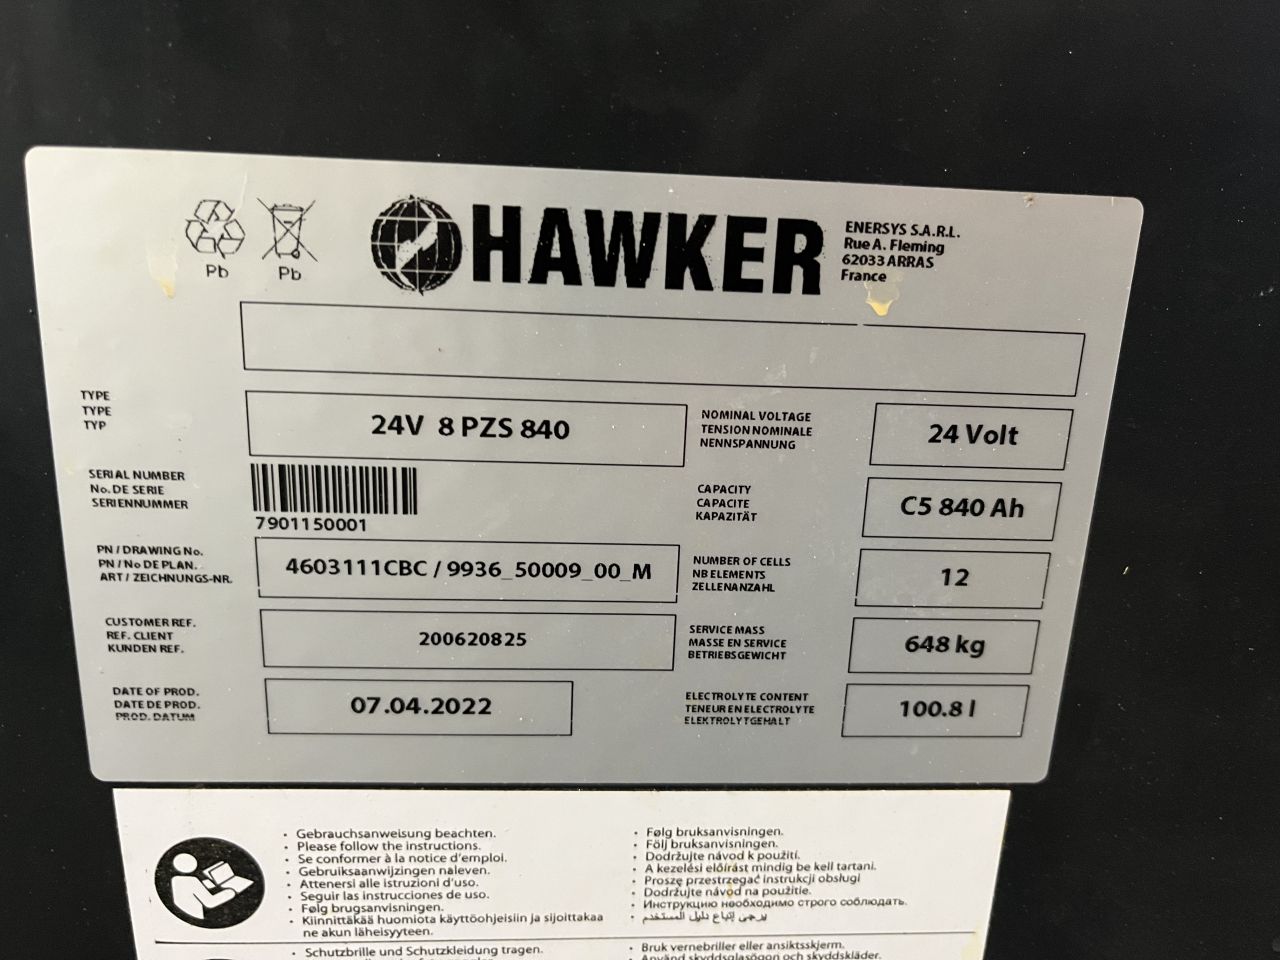 Pb
Pb
HAWKER
ENERSYS S.A.R.L.
Rue A. Fleming
62033 ARRAS
France
TYPE
TYPE
TYP
24V 8 PZS 840
NOMINAL VOLTAGE
TENSION NOMINALE
NENNSPANNUNG
24 Volt
SERIAL NUMBER
No. DE SERIE
SERIENNUMMER
7901150001
CAPACITY
CAPACITE
KAPAZITÄT
C5 840 Ah
PN / DRAWING No.
PN / No DE PLAN.
ART / ZEICHNUNGS-NR.
4603111CBC / 9936_50009_00_M
NUMBER OF CELLS
NB ELEMENTS
ZELLENANZAHL
12
CUSTOMER REF.
REF. CLIENT
KUNDEN REF.
200620825
SERVICE MASS
MASSE EN SERVICE
BETRIEBSGEWICHT
648 kg
DATE OF PROD.
DATE DE PROD.
PROD. DATUM
07.04.2022
ELECTROLYTE CONTENT
TENEUR EN ELECTROLYTE
ELEKTROLYTGEHALT
100.8 l
· Gebrauchsanweisung beachten.
· Please follow the instructions.
· Se conformer à la notice d'emploi.
· Gebruiksaanwijzingen naleven.
· Attenersi alle istruzioni d'uso.
· Seguir las instrucciones de uso.
· Følg brugsanvisningen.
· Kiinnittäkää huomiota käyttöohjeisiin ja sijoittakaa
ne akun läheisyyteen.
· Følg bruksanvisningen.
· Följ bruksanvisningen.
· Dodržujte návod k použití.
· A kezelési előírást mindig be kell tartani.
· Proszę przestrzegać instrukcji obsługi
· Dodržujte návod na použitie.
· Инструкцию необходимо строго соблюдать.
· يرجى إتباع دليل المستخدم
· Schutzbrille und Schutzkleidung tragen.
· Bruk vernebriller eller ansiktsskjerm.
· Använd skyddsglasögon och skyddskläder.